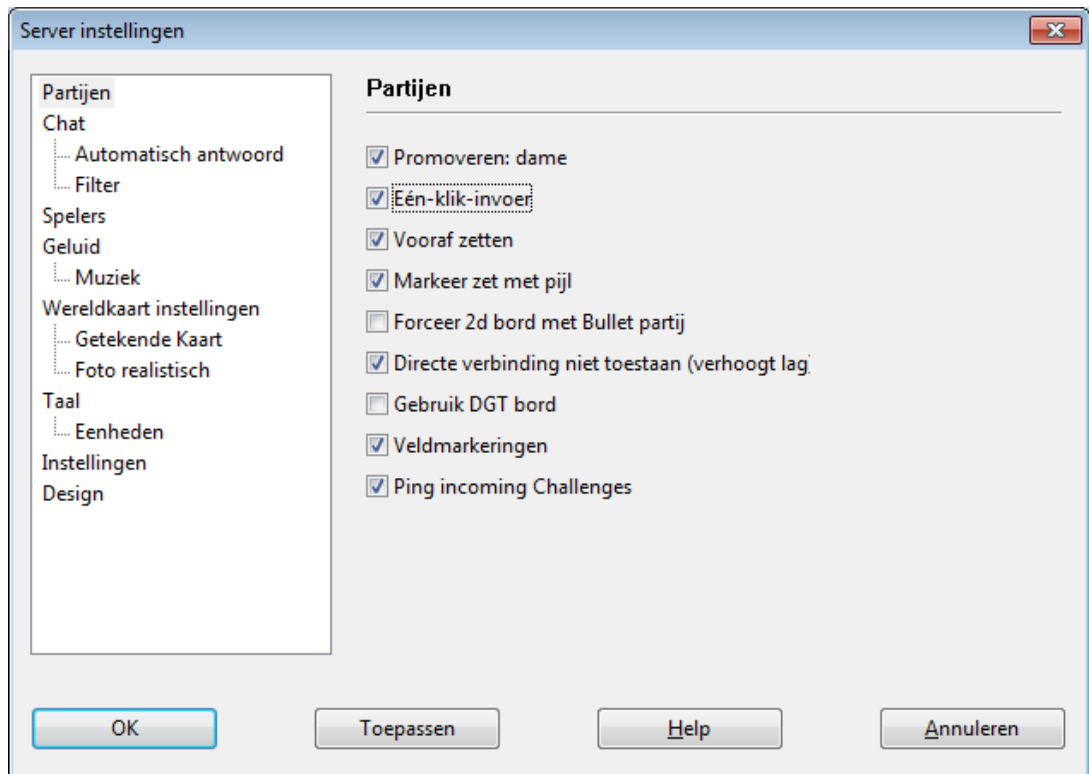 Server instellingen
Partijen
Chat
Automatisch antwoord
Filter
Spelers
Geluid
Muziek
Wereldkaart instellingen
Getekende Kaart
Foto realistisch
Taal
Eenheden
Instellingen
Design
Partijen
Promoveren: dame
Eén-klik-invoer
Vooraf zetten
Markeer zet met pijl
Forceer 2d bord met Bullet partij
Directe verbinding niet toestaan (verhoogt lag
Gebruik DGT bord
Veldmarkeringen
Ping incoming Challenges
OK
Toepassen
Help
Annuleren